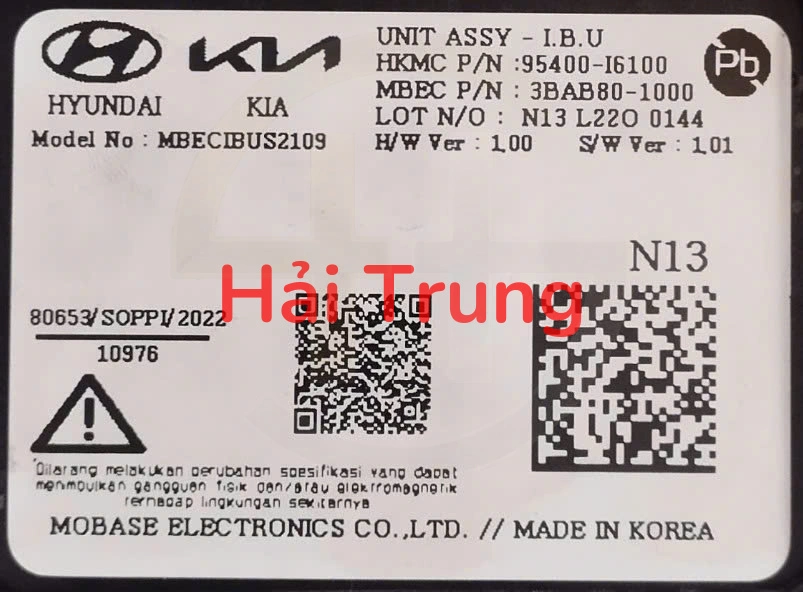 UNIT ASSY - I.B.U
HKMC P/N :95400-I6100
MBEC P/N : 3BAB80-1000
LOT N/O : N13 L22O 0144
H/W Ver : 1.00 S/W Ver : 1.01
Pb
KIA
HYUNDAI KIA
Model No : MBECIBUS2109
N13
Hải Trung
80653/SOPPI/2022
10976
!
*Dilarang melakukan perubahan spesifikasi yang dapat
menimbulkan gangguan fisik dan/atau elektromagnetik
terhadap lingkungan sekitarnya
MOBASE ELECTRONICS CO.,LTD. // MADE IN KOREA